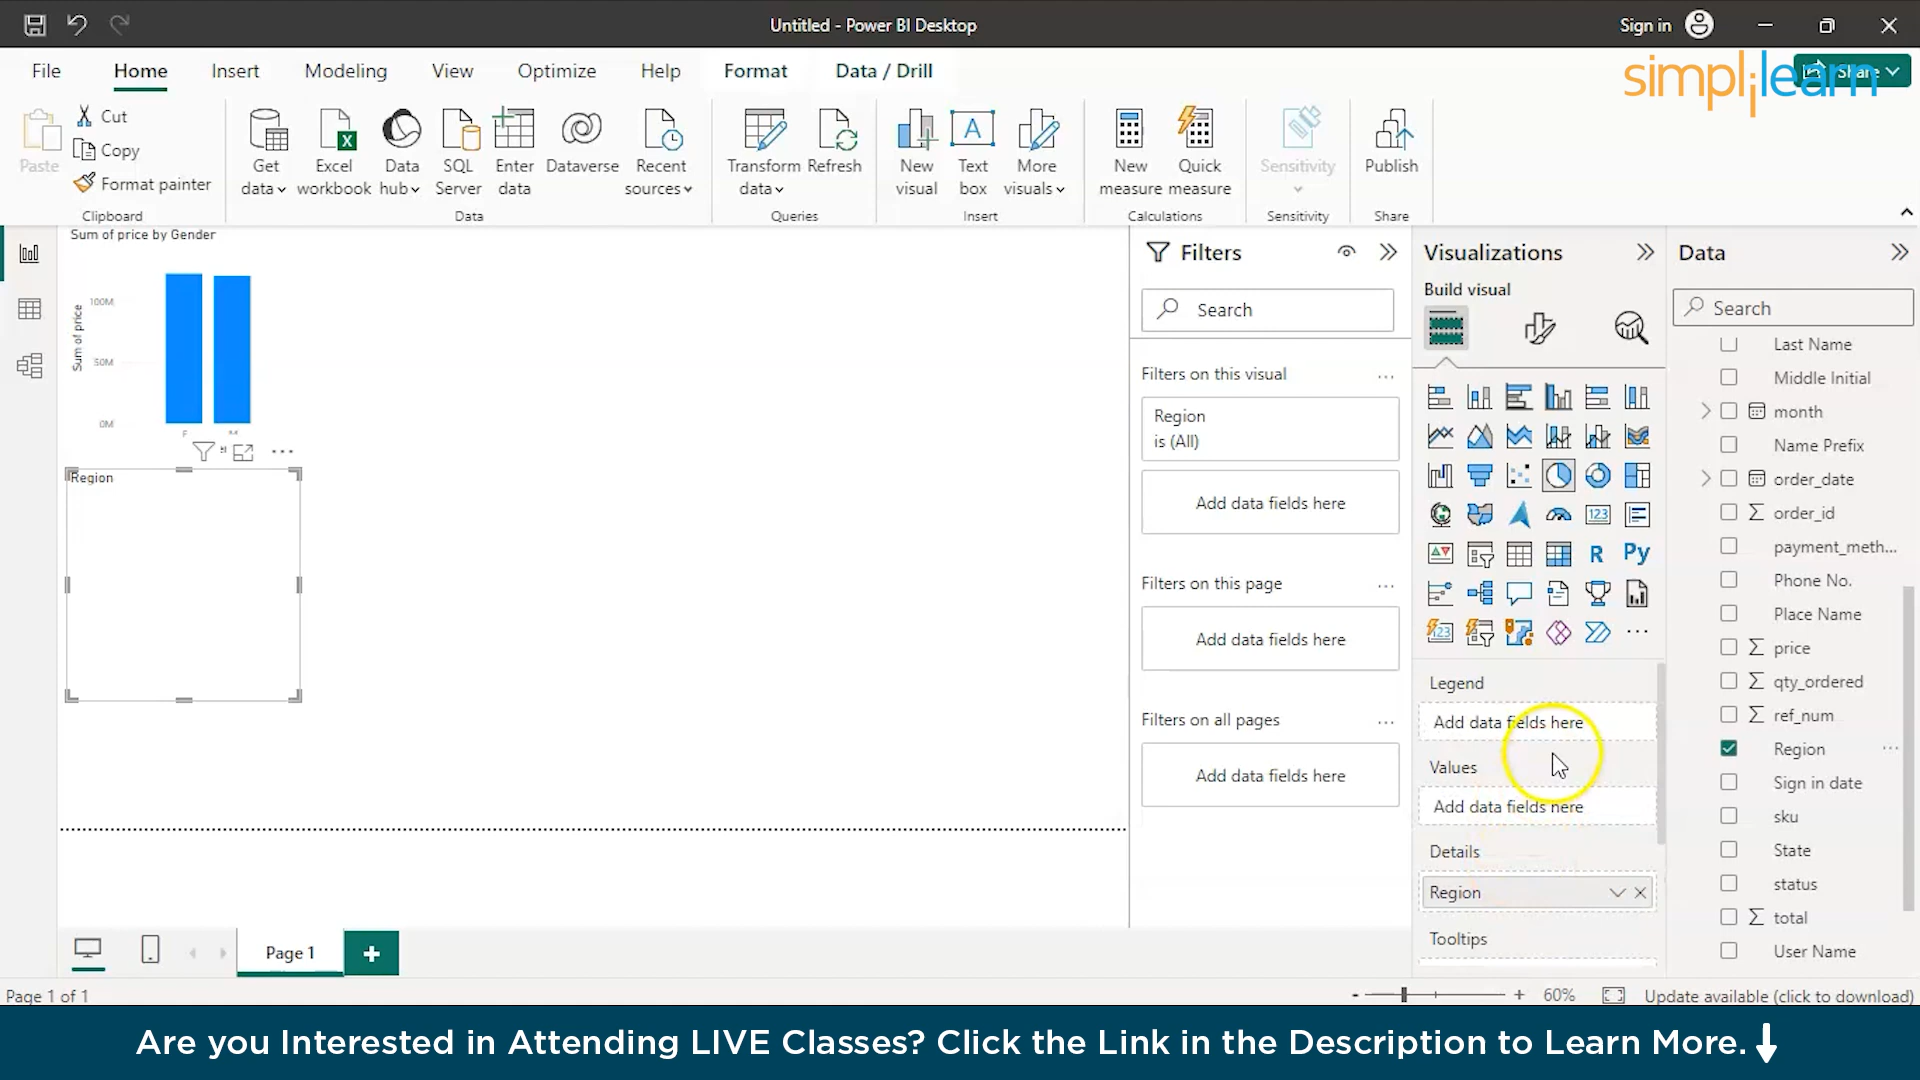 Untitled - Power BI Desktop
Sign in
File
Home
Insert
Modeling
View
Optimize
Help
Format
Data / Drill
Share
simplilearn
Paste
Cut
Copy
Format painter
Clipboard
Get data
Excel workbook
Data hub
SQL Server
Enter data
Dataverse
Recent sources
Data
Transform data
Refresh
Queries
New visual
Text box
More visuals
Insert
New measure
Quick measure
Calculations
Sensitivity
Sensitivity
Publish
Share
Sum of price by Gender
Sum of price
100M
50M
0M
F
M
Region
Filters
Search
Filters on this visual
Region
is (All)
Add data fields here
Filters on this page
Add data fields here
Filters on all pages
Add data fields here
Visualizations
Build visual
123
R
Py
123
Legend
Add data fields here
Values
Add data fields here
Details
Region
Tooltips
Data
Search
Last Name
Middle Initial
month
Name Prefix
order_date
order_id
payment_meth...
Phone No.
Place Name
price
qty_ordered
ref_num
Region
Sign in date
sku
State
status
total
User Name
Page 1
Page 1 of 1
60%
Update available (click to download)
Are you Interested in Attending LIVE Classes? Click the Link in the Description to Learn More.